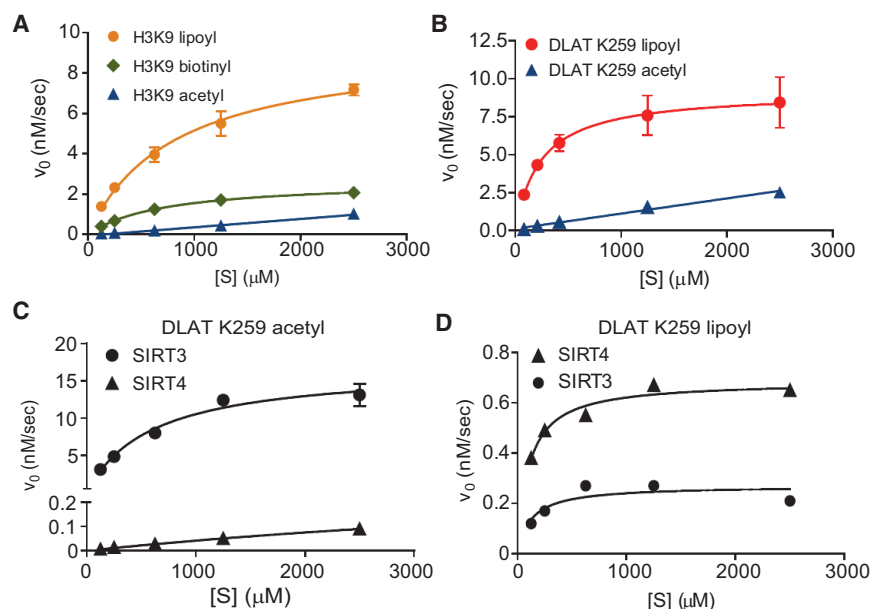 A
H3K9 lipoyl
H3K9 biotinyl
H3K9 acetyl
v0 (nM/sec)
10
8
6
4
2
0
0 1000 2000 3000
[S] (μM)
B
DLAT K259 lipoyl
DLAT K259 acetyl
v0 (nM/sec)
12.5
10.0
7.5
5.0
2.5
0.0
0 1000 2000 3000
[S] (μM)
C
DLAT K259 acetyl
SIRT3
SIRT4
v0 (nM/sec)
20
15
10
5
0.2
0.1
0
0 1000 2000 3000
[S] (μM)
D
DLAT K259 lipoyl
SIRT4
SIRT3
v0 (nM/sec)
0.8
0.6
0.4
0.2
0
0 1000 2000 3000
[S] (μM)